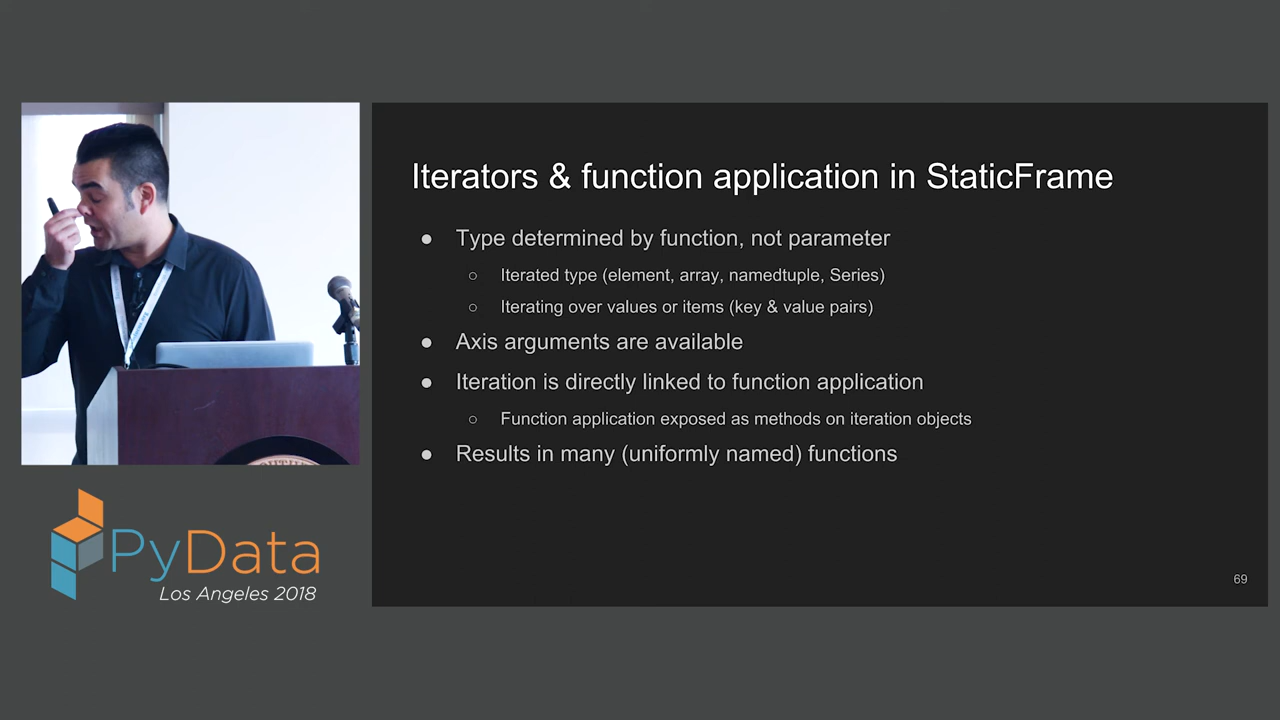 Iterators & function application in StaticFrame
● Type determined by function, not parameter
○ Iterated type (element, array, namedtuple, Series)
○ Iterating over values or items (key & value pairs)
● Axis arguments are available
● Iteration is directly linked to function application
○ Function application exposed as methods on iteration objects
● Results in many (uniformly named) functions
69
PyData
Los Angeles 2018